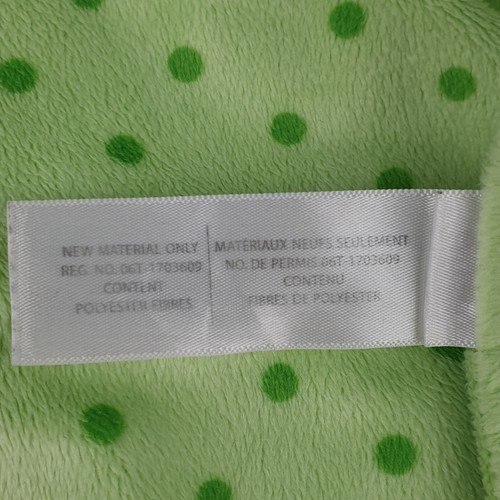 NEW MATERIAL ONLY
REG. NO. 06T-1703609
CONTENT
POLYESTER FIBRES
MATÉRIAUX NEUFS SEULEMENT
NO. DE PERMIS 06T-1703609
CONTENU
FIBRES DE POLYESTER